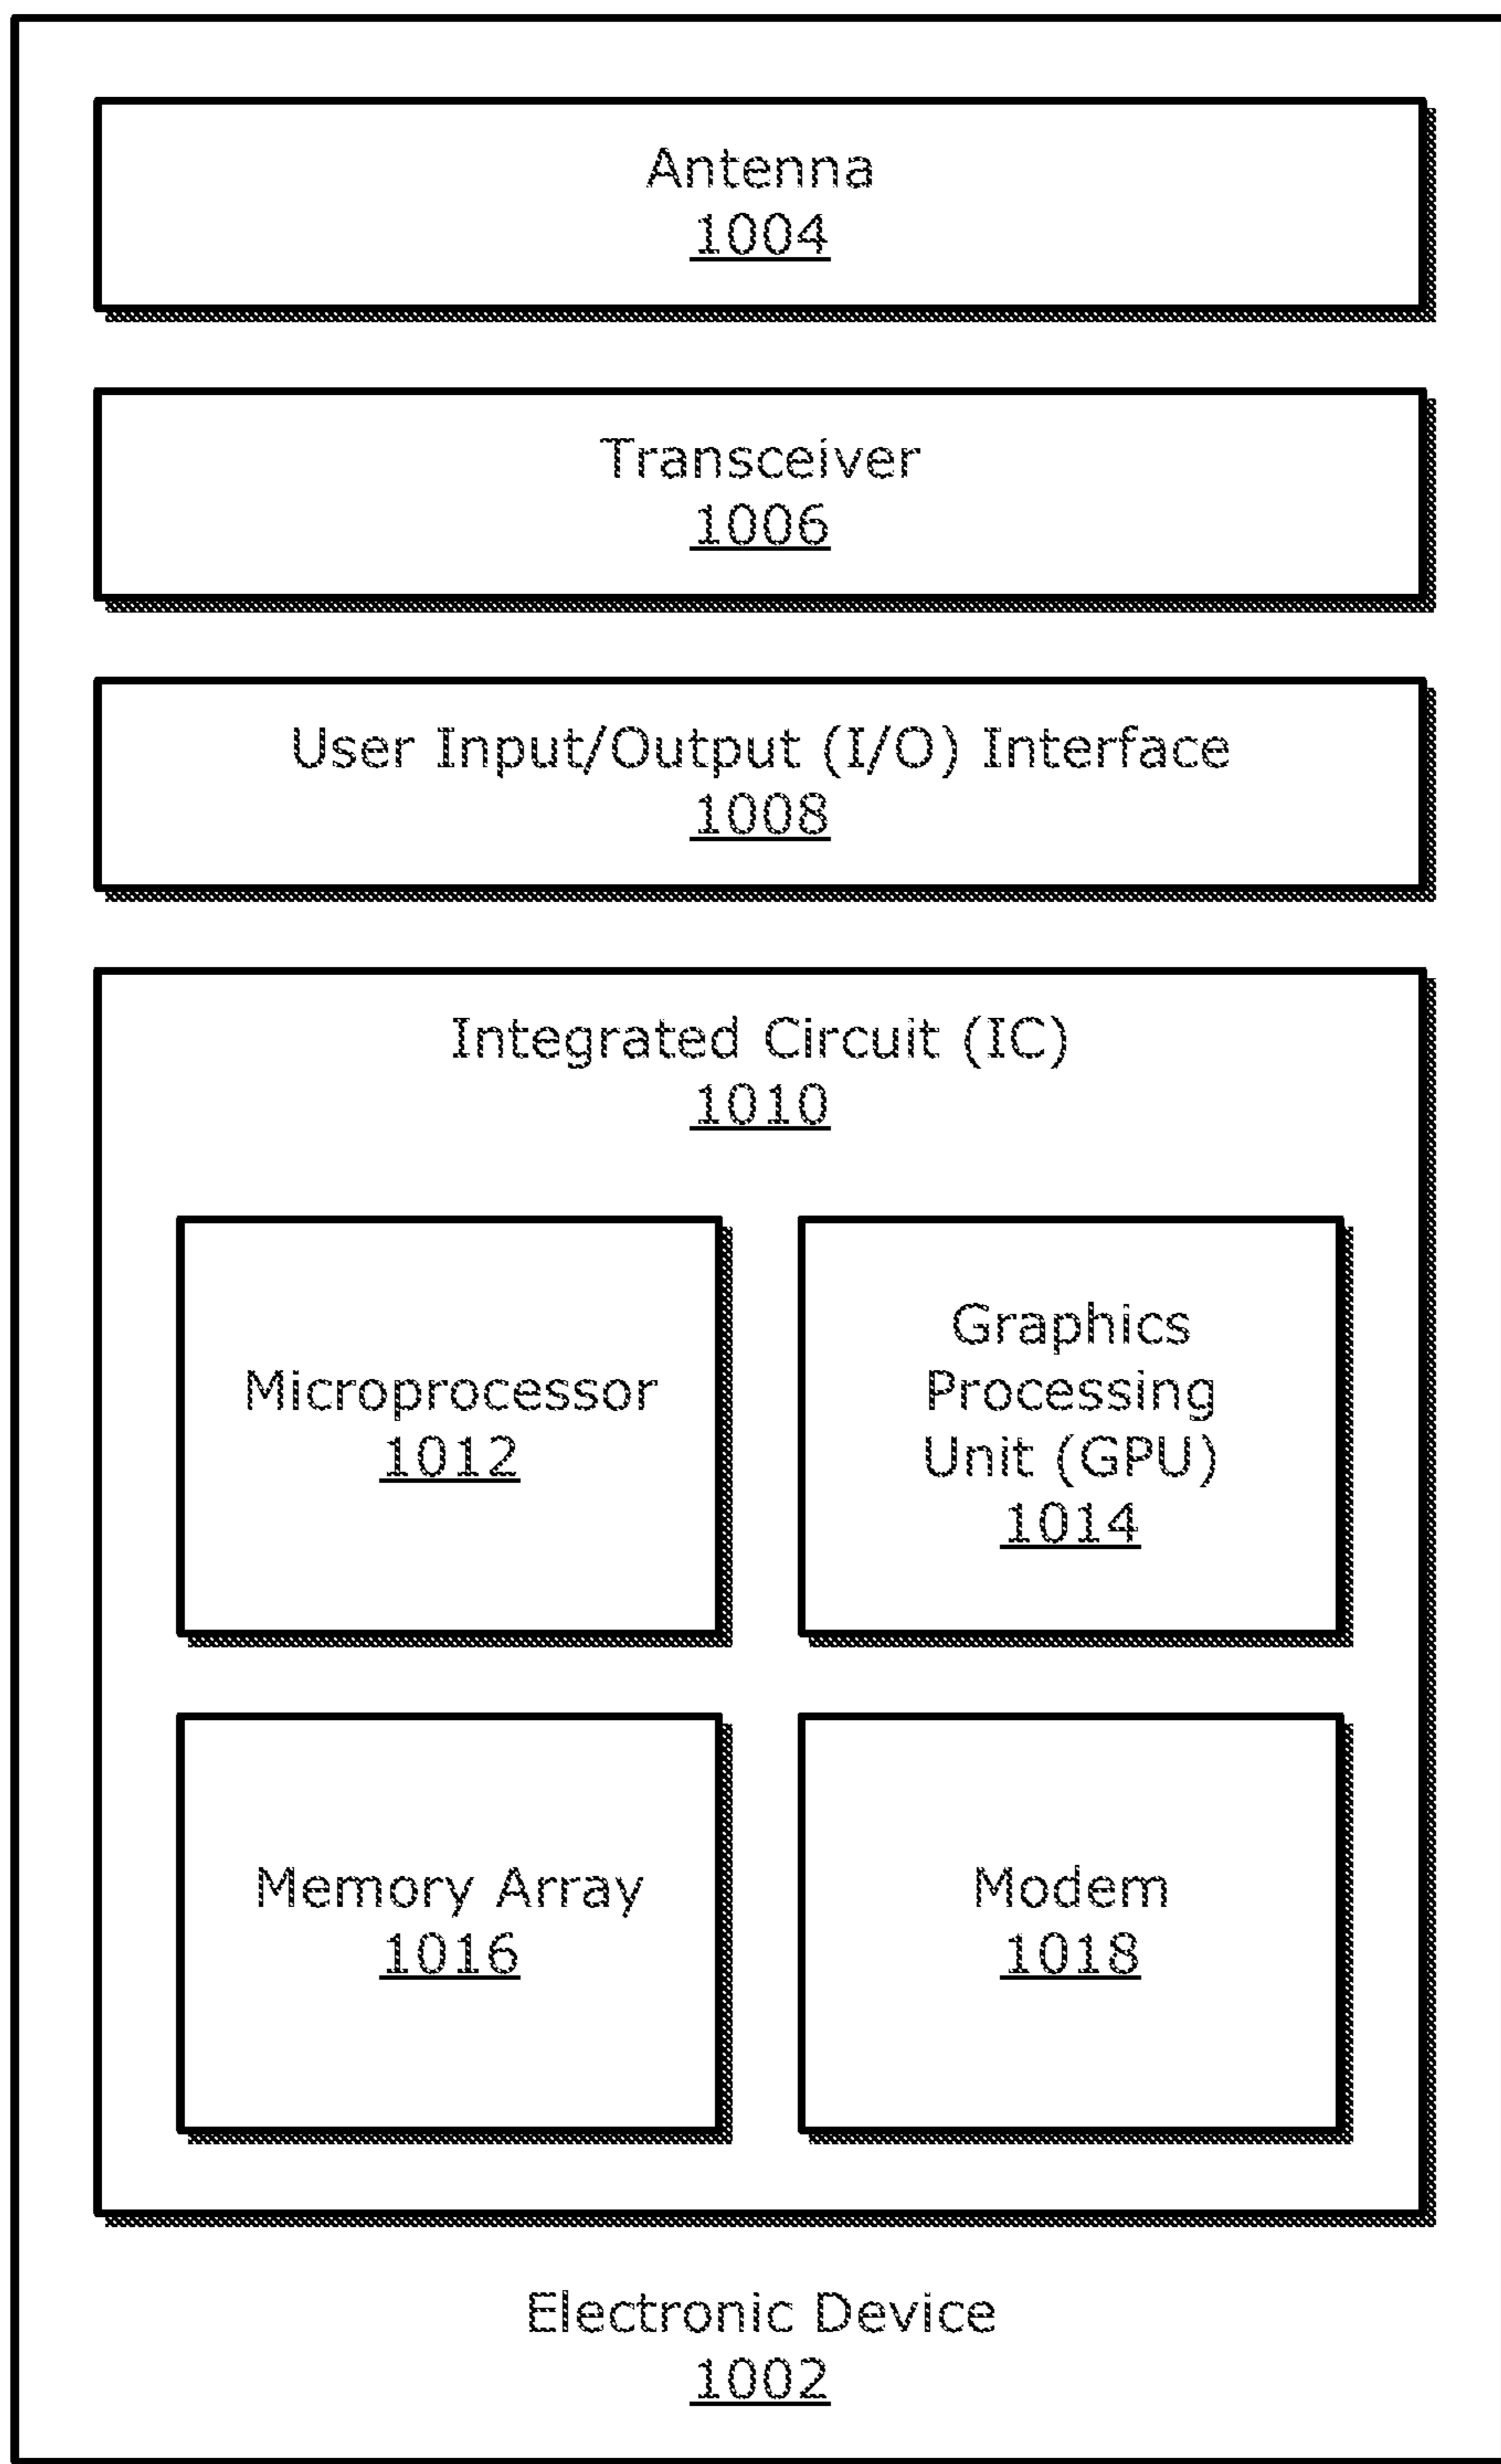 Antenna
1004
Transceiver
1006
User Input/Output (I/O) Interface
1008
Integrated Circuit (IC)
1010
Microprocessor
1012
Graphics
Processing
Unit (GPU)
1014
Memory Array
1016
Modem
1018
Electronic Device
1002